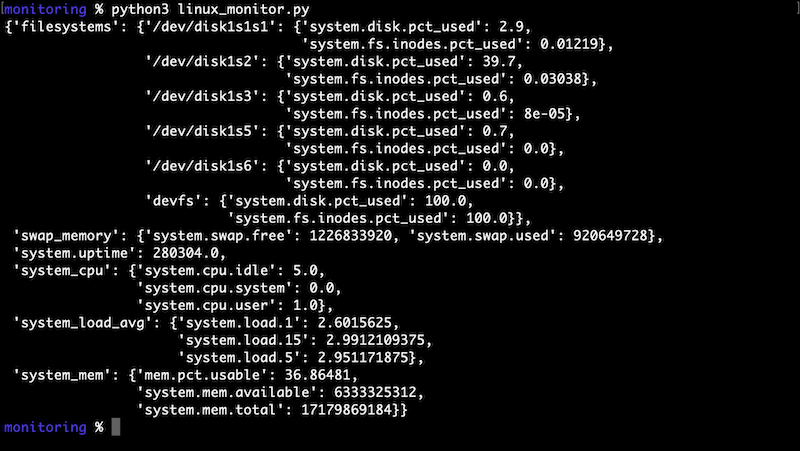 monitoring % python3 linux_monitor.py
{'filesystems': {'/dev/disk1s1s1': {'system.disk.pct_used': 2.9,
'system.fs.inodes.pct_used': 0.01219},
'/dev/disk1s2': {'system.disk.pct_used': 39.7,
'system.fs.inodes.pct_used': 0.03038},
'/dev/disk1s3': {'system.disk.pct_used': 0.6,
'system.fs.inodes.pct_used': 8e-05},
'/dev/disk1s5': {'system.disk.pct_used': 0.7,
'system.fs.inodes.pct_used': 0.0},
'/dev/disk1s6': {'system.disk.pct_used': 0.0,
'system.fs.inodes.pct_used': 0.0},
'devfs': {'system.disk.pct_used': 100.0,
'system.fs.inodes.pct_used': 100.0}},
'swap_memory': {'system.swap.free': 1226833920, 'system.swap.used': 920649728},
'system.uptime': 280304.0,
'system_cpu': {'system.cpu.idle': 5.0,
'system.cpu.system': 0.0,
'system.cpu.user': 1.0},
'system_load_avg': {'system.load.1': 2.6015625,
'system.load.15': 2.9912109375,
'system.load.5': 2.951171875},
'system_mem': {'mem.pct.usable': 36.86481,
'system.mem.available': 6333325312,
'system.mem.total': 17179869184}}
monitoring %